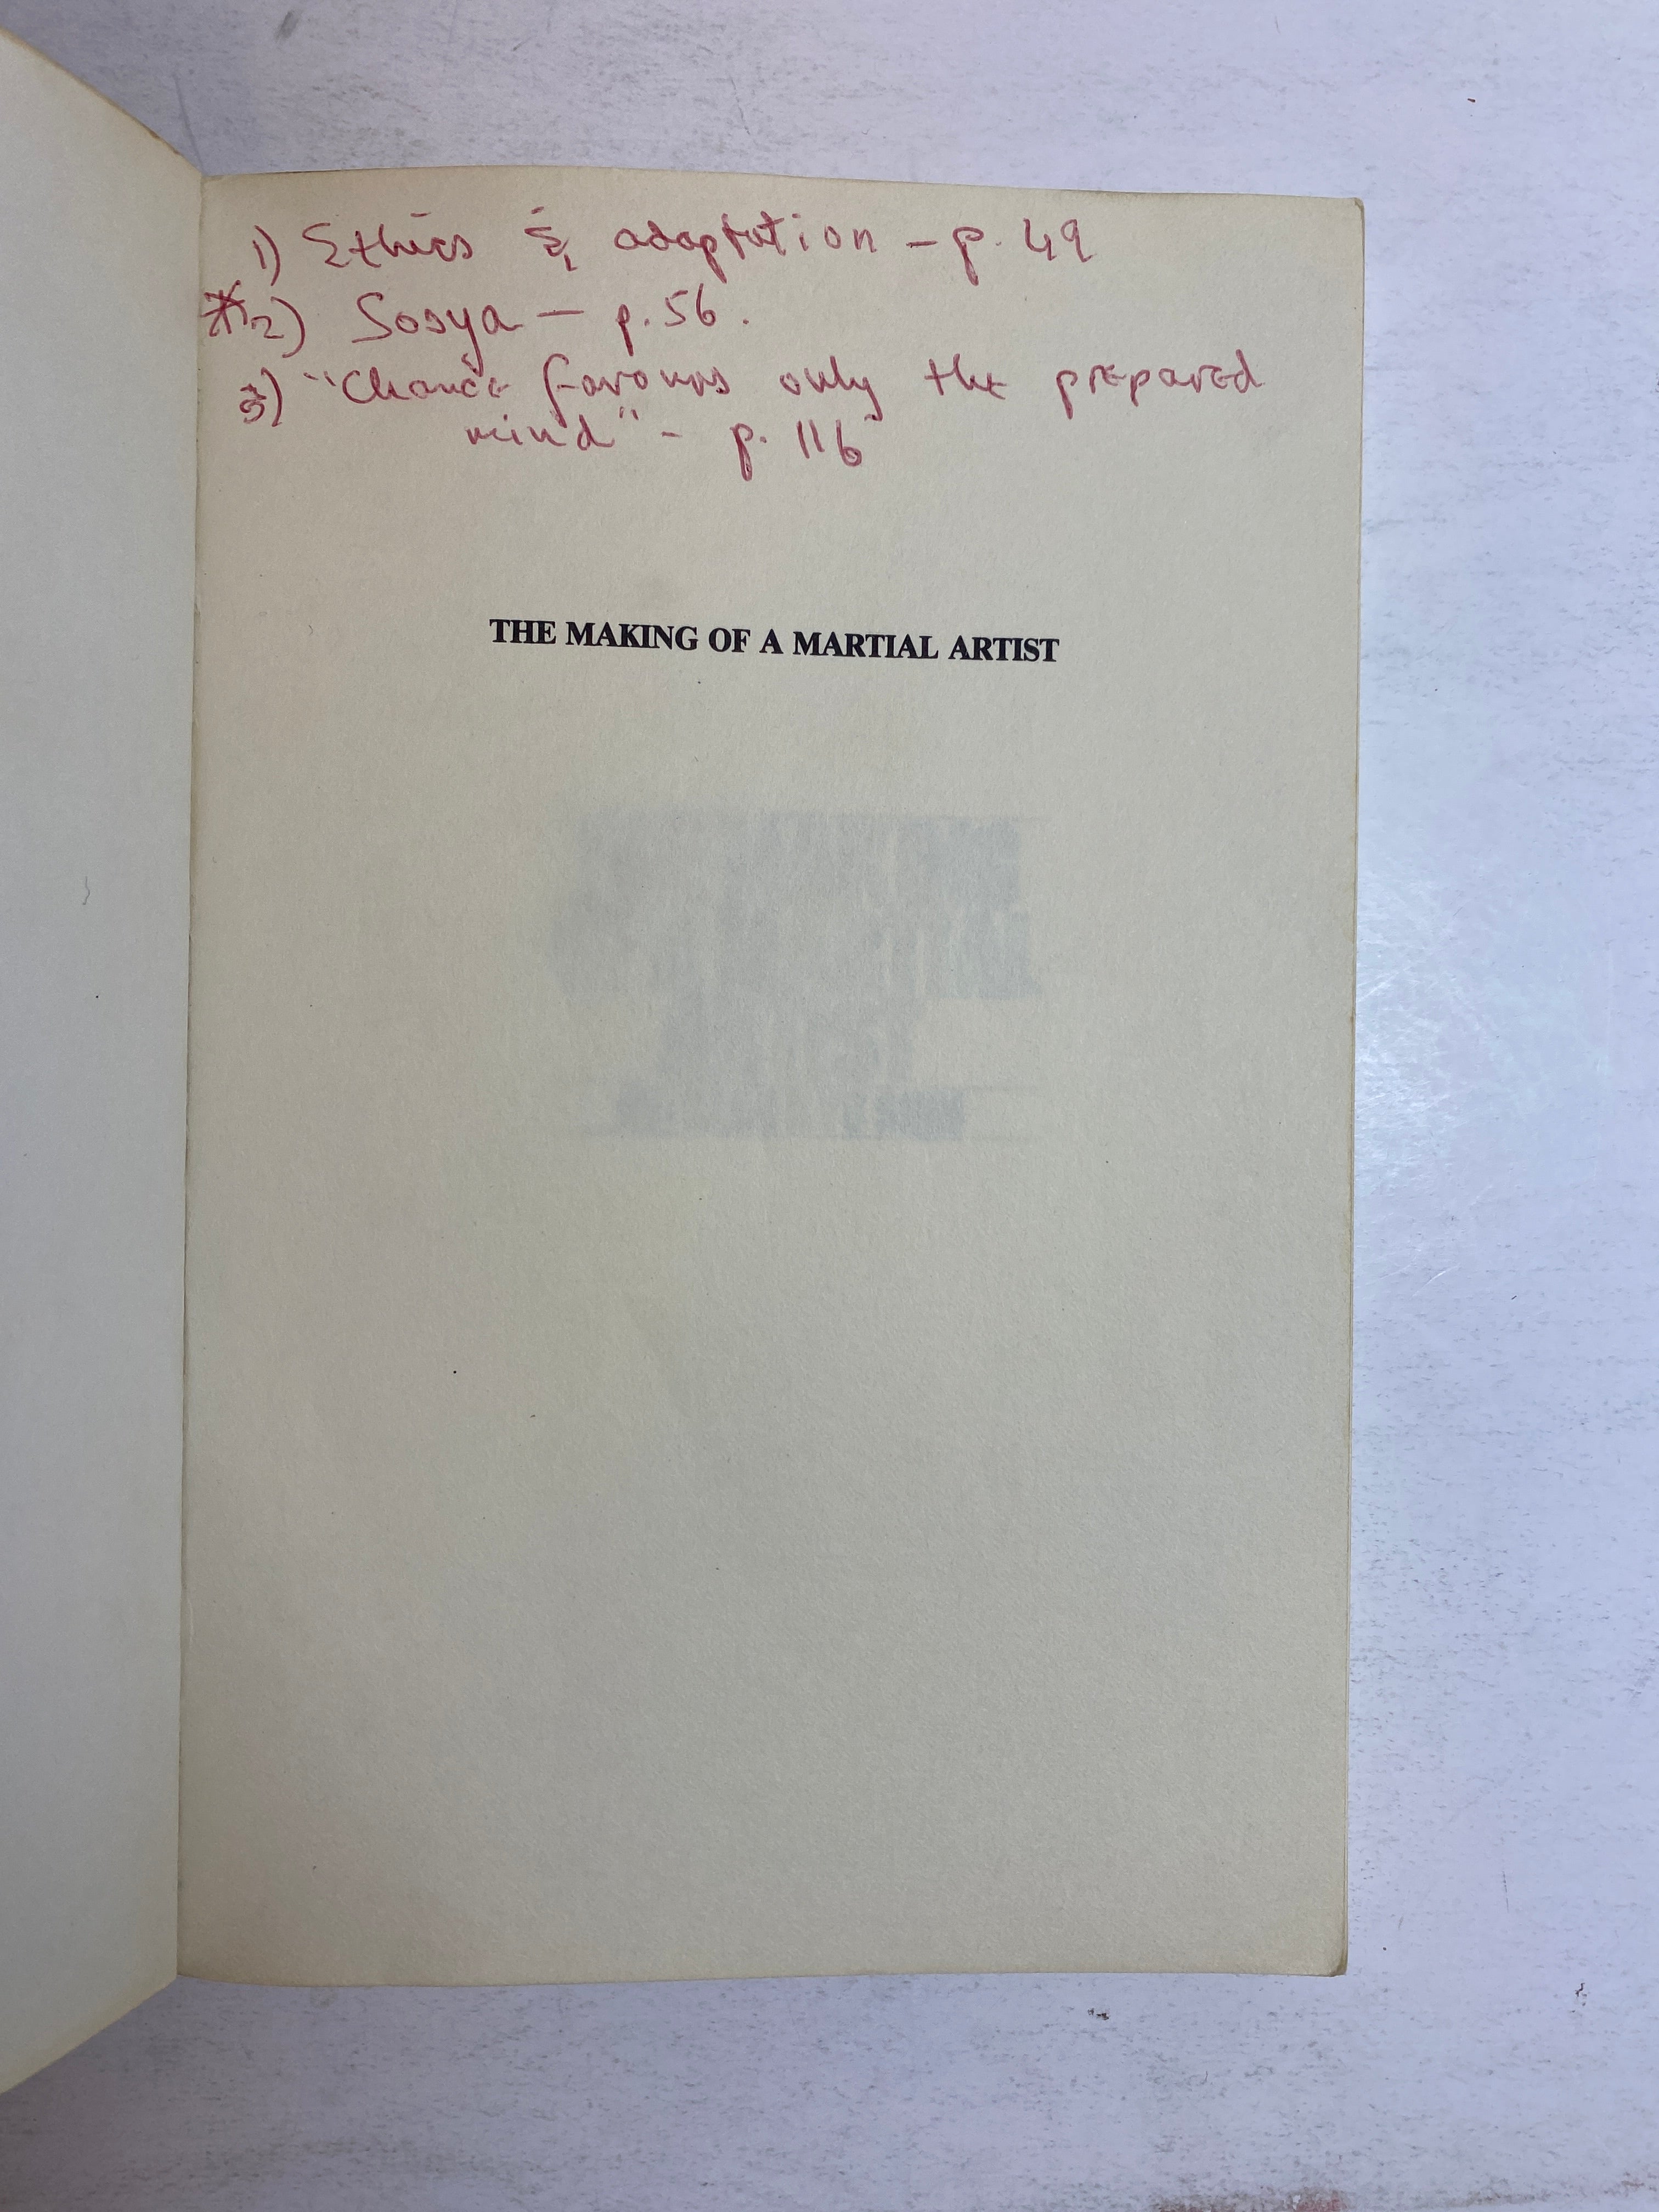 1) Ethics & adaptation - p. 49
*2) Sosya - p. 56.
3) "Chance favours only the prepared
mind" - p. 116
THE MAKING OF A MARTIAL ARTIST